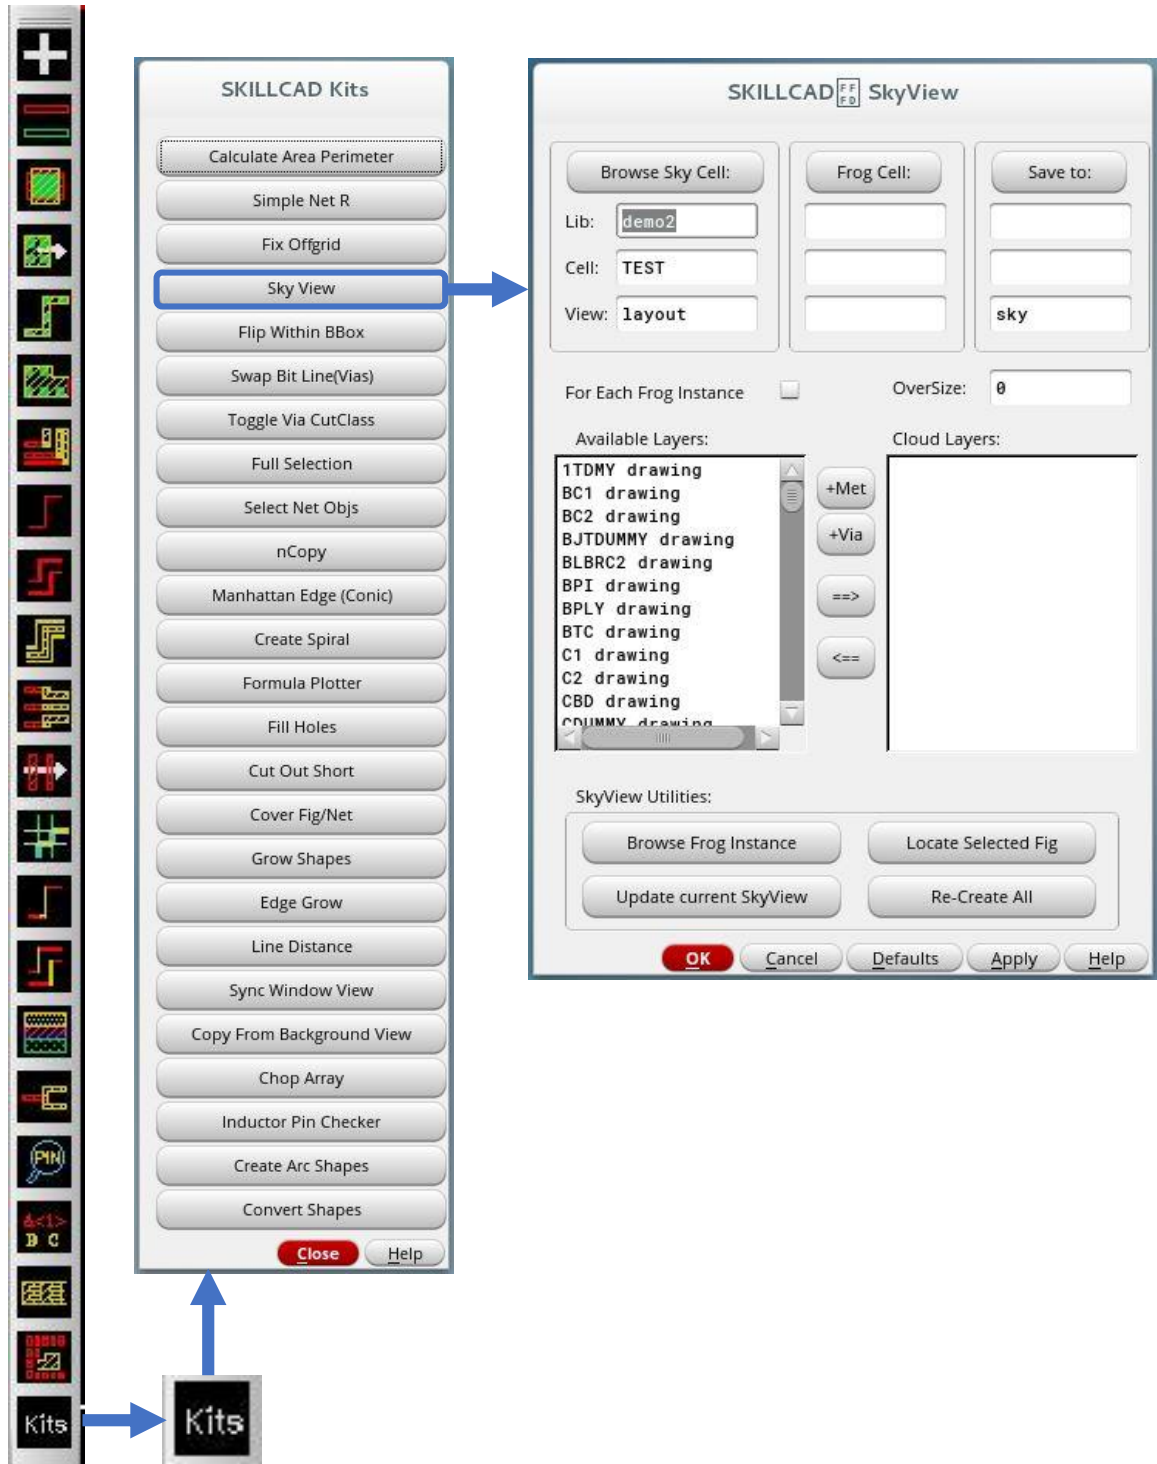 SKILLCAD Kits
Calculate Area Perimeter
Simple Net R
Fix Offgrid
Sky View
Flip Within BBox
Swap Bit Line(Vias)
Toggle Via CutClass
Full Selection
Select Net Objs
nCopy
Manhattan Edge (Conic)
Create Spiral
Formula Plotter
Fill Holes
Cut Out Short
Cover Fig/Net
Grow Shapes
Edge Grow
Line Distance
Sync Window View
Copy From Background View
Chop Array
Inductor Pin Checker
Create Arc Shapes
Convert Shapes
Close Help
SKILLCAD SkyView
Browse Sky Cell: Frog Cell: Save to:
Lib: demo2
Cell: TEST
View: layout sky
For Each Frog Instance OverSize: 0
Available Layers: Cloud Layers:
1TDMY drawing
BC1 drawing
BC2 drawing
BJTDUMMY drawing
BLBRC2 drawing
BPI drawing
BPLY drawing
BTC drawing
C1 drawing
C2 drawing
CBD drawing
CDUMMY drawing
+Met
+Via
==>
<==
SkyView Utilities:
Browse Frog Instance Locate Selected Fig
Update current SkyView Re-Create All
OK Cancel Defaults Apply Help
PIN
&<1>
B C
Kits
Kits